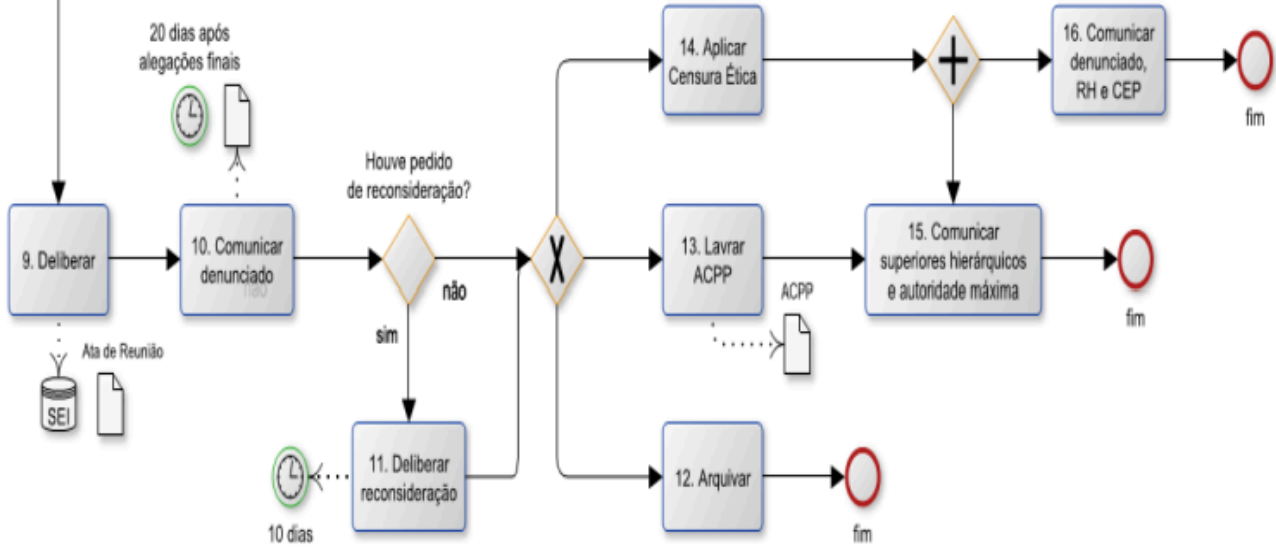 20 dias após
alegações finais
14. Aplicar
Censura Ética
16. Comunicar
denunciado,
RH e CEP
fim
Houve pedido
de reconsideração?
9. Deliberar
10. Comunicar
denunciado
não
não
sim
13. Lavrar
ACPP
ACPP
15. Comunicar
superiores hierárquicos
e autoridade máxima
fim
Ata de Reunião
SEI
11. Deliberar
reconsideração
10 dias
12. Arquivar
fim